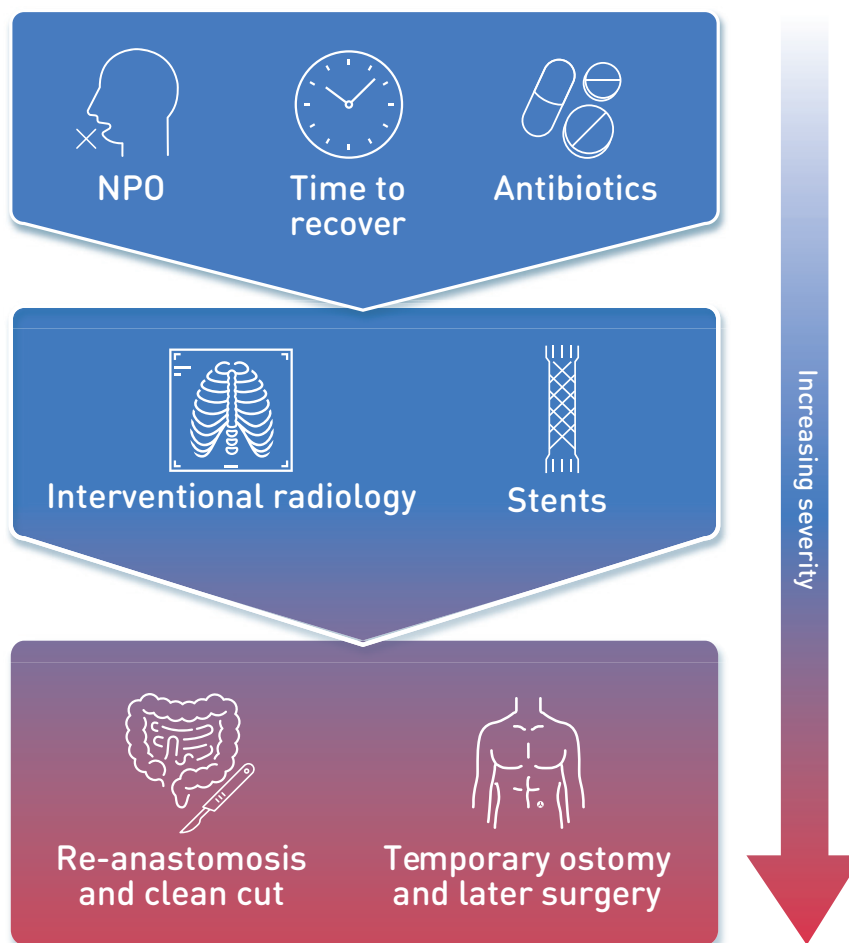 NPO
Time to
recover
Antibiotics
Interventional radiology
Stents
Re-anastomosis
and clean cut
Temporary ostomy
and later surgery
Increasing severity